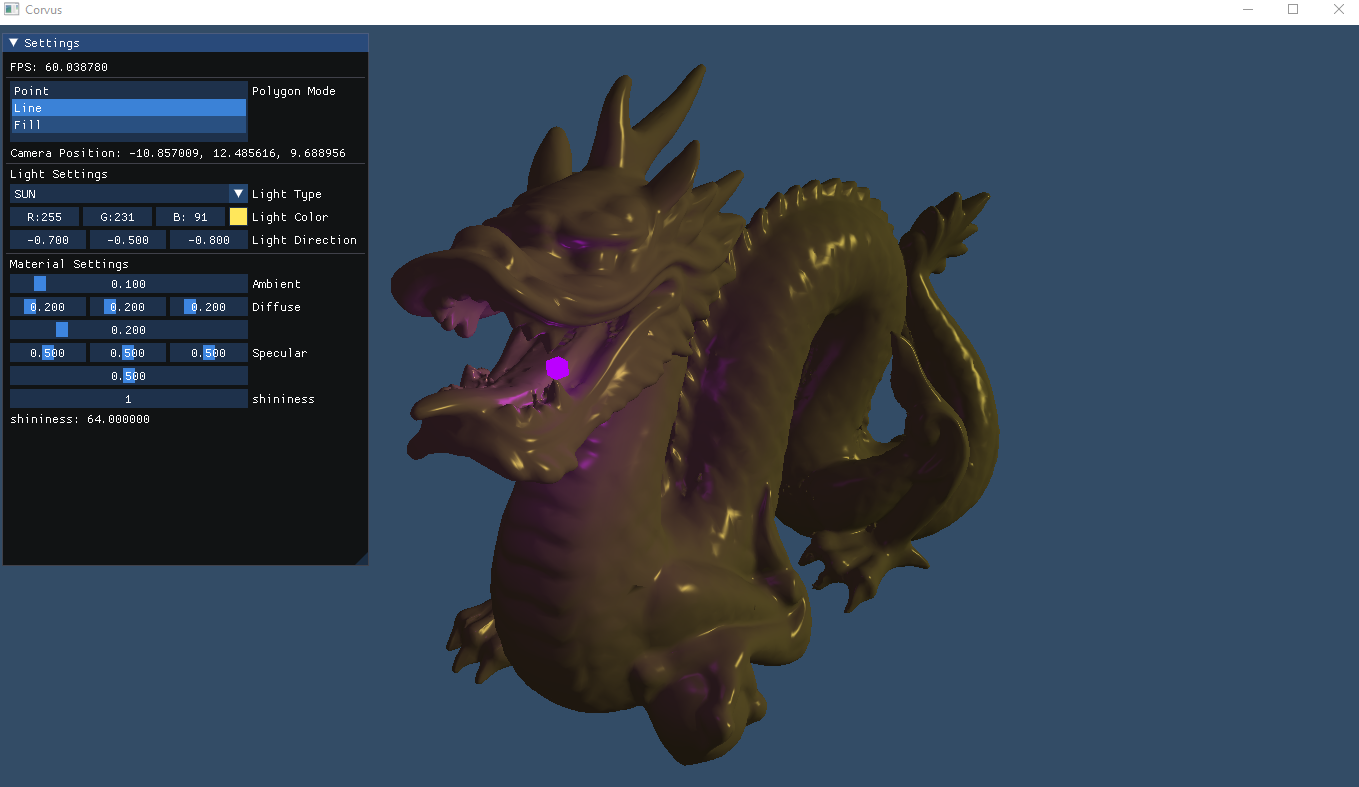 Corvus
Settings
FPS: 60.038780
Point Polygon Mode
Line
Fill
Camera Position: -10.857009, 12.485616, 9.688956
Light Settings
SUN Light Type
R:255 G:231 B: 91 Light Color
-0.700 -0.500 -0.800 Light Direction
Material Settings
0.100 Ambient
0.200 0.200 0.200 Diffuse
0.200
0.500 0.500 0.500 Specular
0.500
1 shininess
shininess: 64.000000